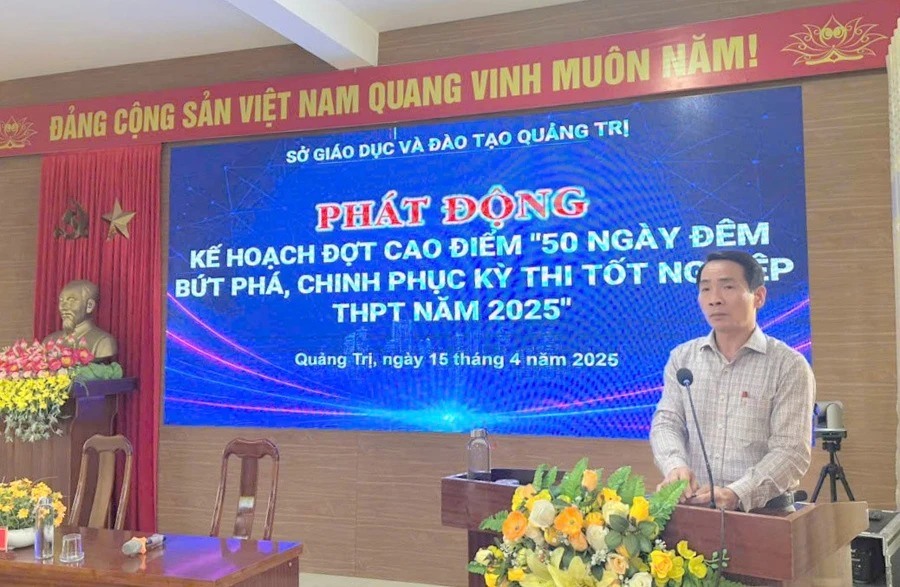 ĐẢNG CỘNG SẢN VIỆT NAM QUANG VINH MUÔN NĂM!
SỞ GIÁO DỤC VÀ ĐÀO TẠO QUẢNG TRỊ
PHÁT ĐỘNG
KẾ HOẠCH ĐỢT CAO ĐIỂM "50 NGÀY ĐÊM
BỨT PHÁ, CHINH PHỤC KỲ THI TỐT NGHIỆP
THPT NĂM 2025"
Quảng Trị, ngày 15 tháng 4 năm 2025